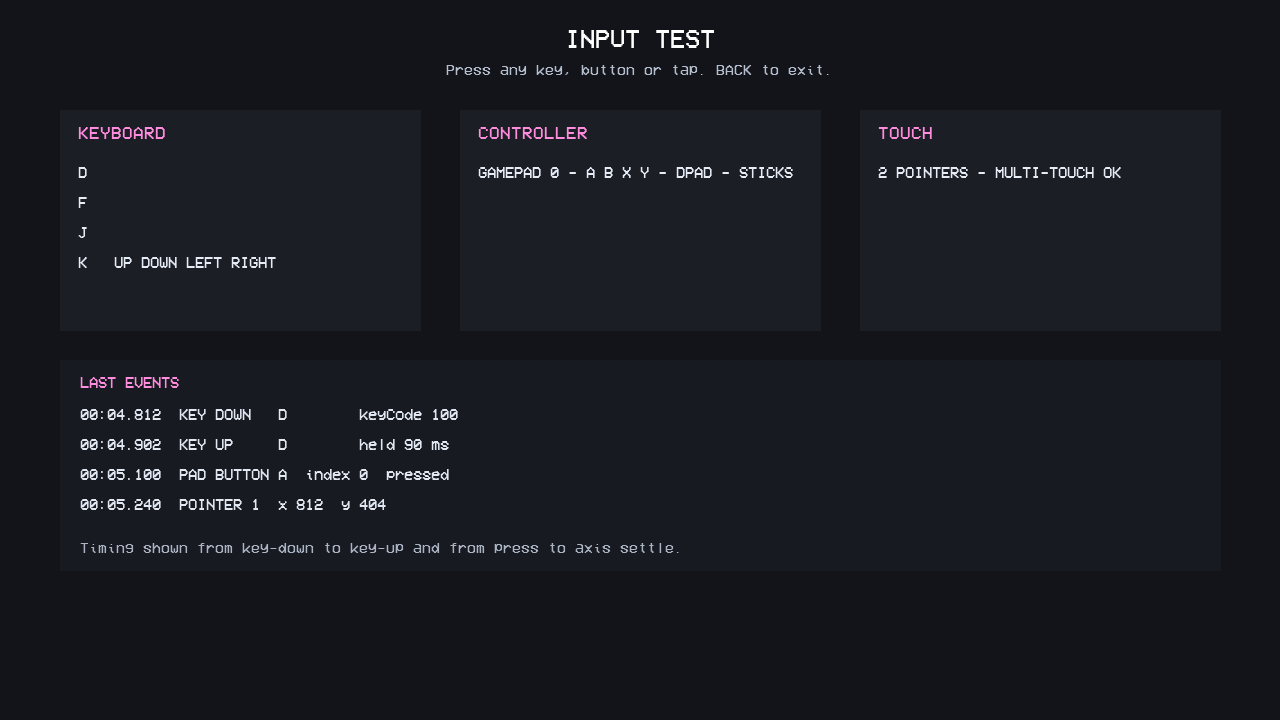 INPUT TEST
Press any key, button or tap. BACK to exit.
KEYBOARD
D
F
J
K   UP DOWN LEFT RIGHT
CONTROLLER
GAMEPAD 0 - A B X Y - DPAD - STICKS
TOUCH
2 POINTERS - MULTI-TOUCH OK
LAST EVENTS
00:04.812  KEY DOWN   D        keyCode 100
00:04.902  KEY UP     D        held 90 ms
00:05.100  PAD BUTTON A  index 0  pressed
00:05.240  POINTER 1  x 812  y 404
Timing shown from key-down to key-up and from press to axis settle.